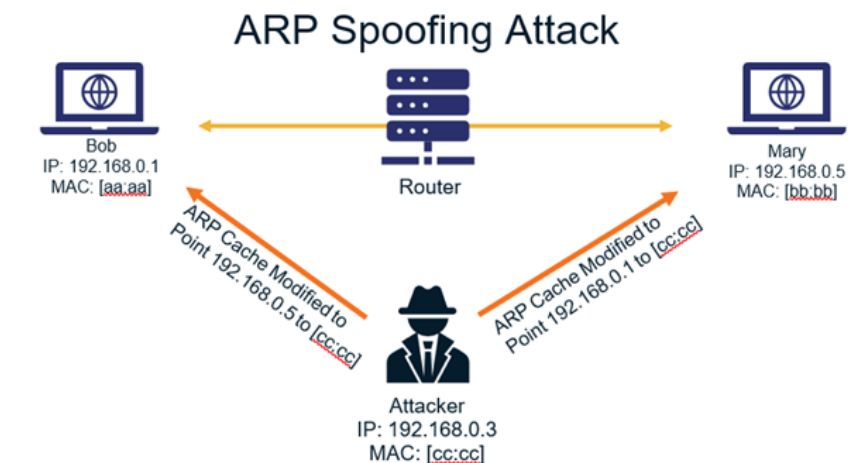 ARP Spoofing Attack
Bob
IP: 192.168.0.1
MAC: [aa:aa]
Router
Mary
IP: 192.168.0.5
MAC: [bb:bb]
ARP Cache Modified to
Point 192.168.0.5 to [cc:cc]
ARP Cache Modified to
Point 192.168.0.1 to [cc:cc]
Attacker
IP: 192.168.0.3
MAC: [cc:cc]